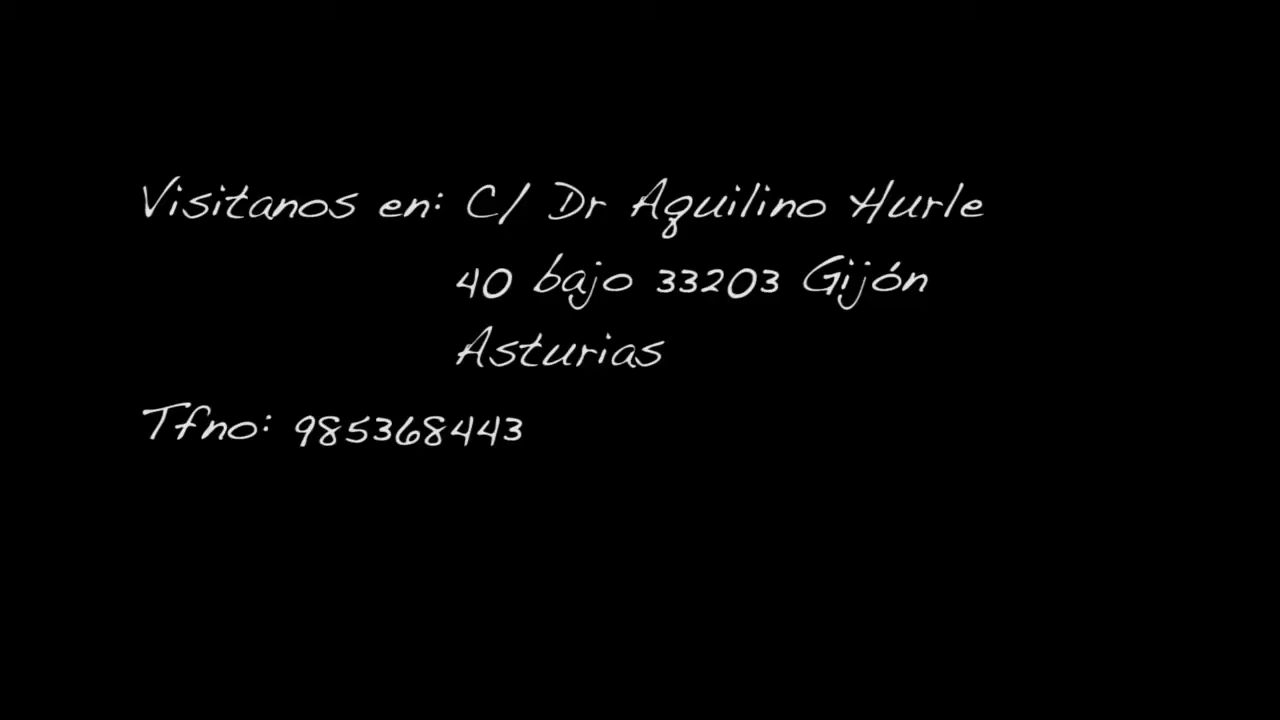 Visitanos en: C/ Dr Aquilino Hurle
40 bajo 33203 Gijón
Asturias
Tfno: 985368443